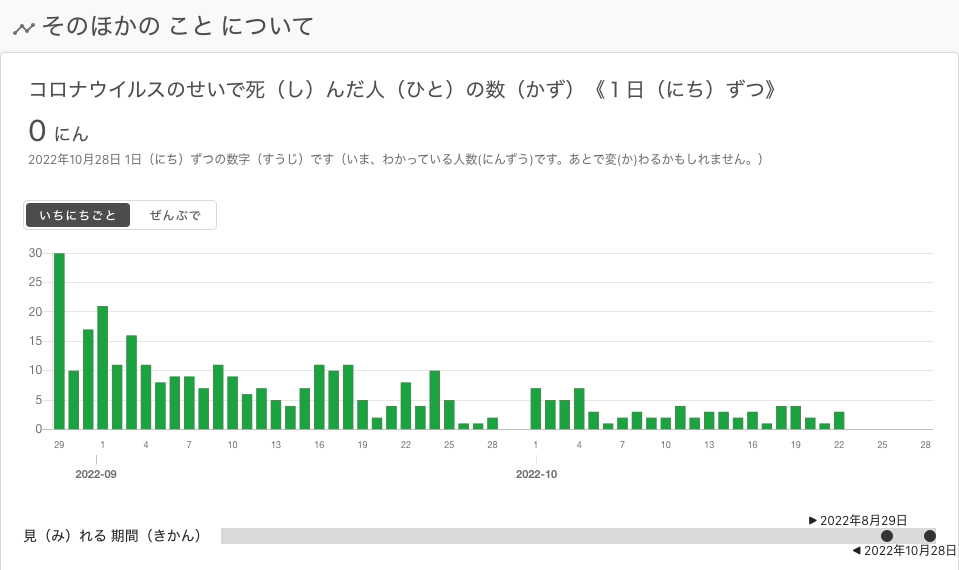 そのほかの こと について
コロナウイルスのせいで死（し）んだ人（ひと）の数（かず）《１日（にち）ずつ》
0 にん
2022年10月28日 1日（にち）ずつの数字（すうじ）です（いま、わかっている人数(にんずう)です。あとで変(か)わるかもしれません。）
いちにちごと ぜんぶで
30
25
20
15
10
5
0
29 1 4 7 10 13 16 19 22 25 28 1 4 7 10 13 16 19 22 25 28
2022-09 2022-10
▶ 2022年8月29日
見（み）れる 期間（きかん）
◀ 2022年10月28日